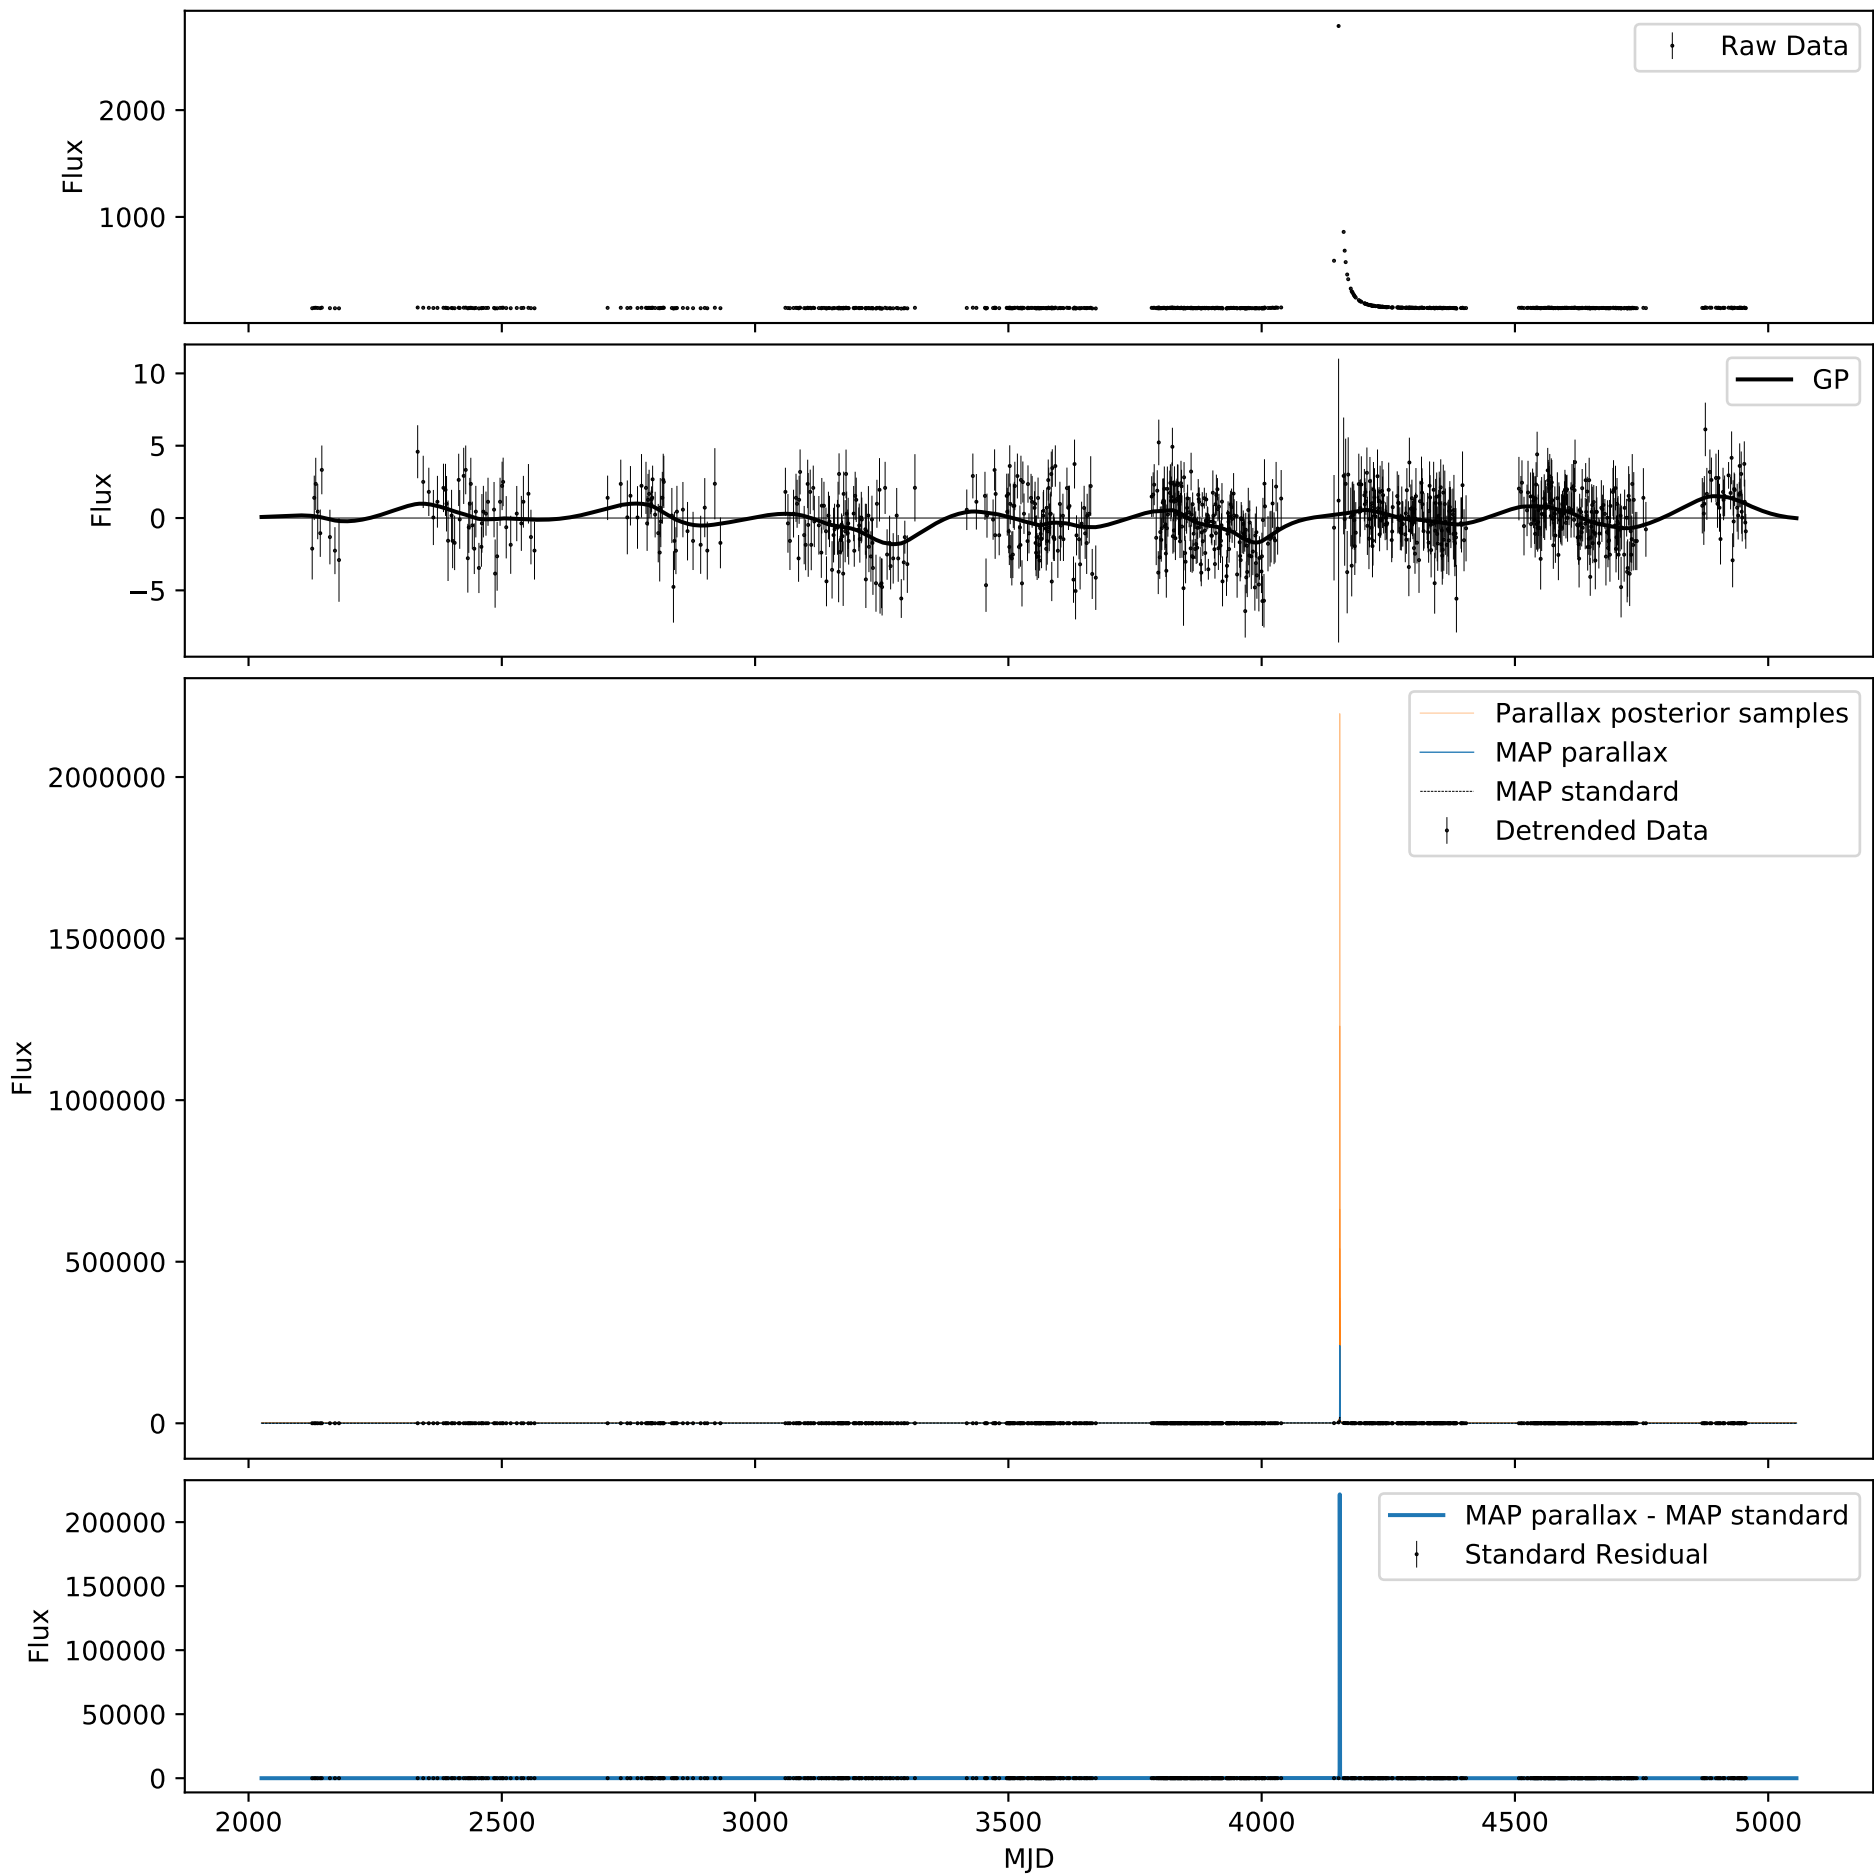 Raw Data
2000
1000
Flux
GP
10
5
0
−5
Flux
Parallax posterior samples
MAP parallax
MAP standard
Detrended Data
2000000
1500000
1000000
500000
0
Flux
MAP parallax - MAP standard
Standard Residual
200000
150000
100000
50000
0
Flux
2000 2500 3000 3500 4000 4500 5000
MJD